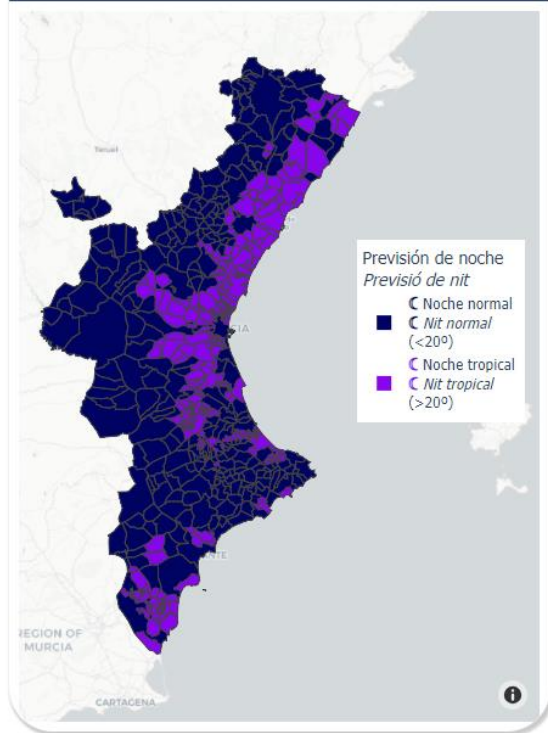 Teruel
Previsión de noche
Previsió de nit
Noche normal
Nit normal
(<20º)
Noche tropical
Nit tropical
(>20º)
REGION OF
MURCIA
CARTAGENA